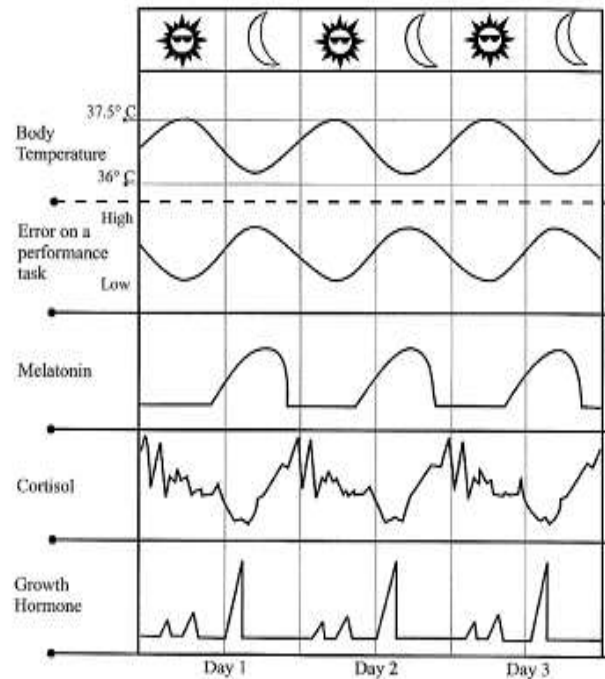 37.5° C
Body
Temperature
36° C
High
Error on a
performance
task
Low
Melatonin
Cortisol
Growth
Hormone
Day 1
Day 2
Day 3